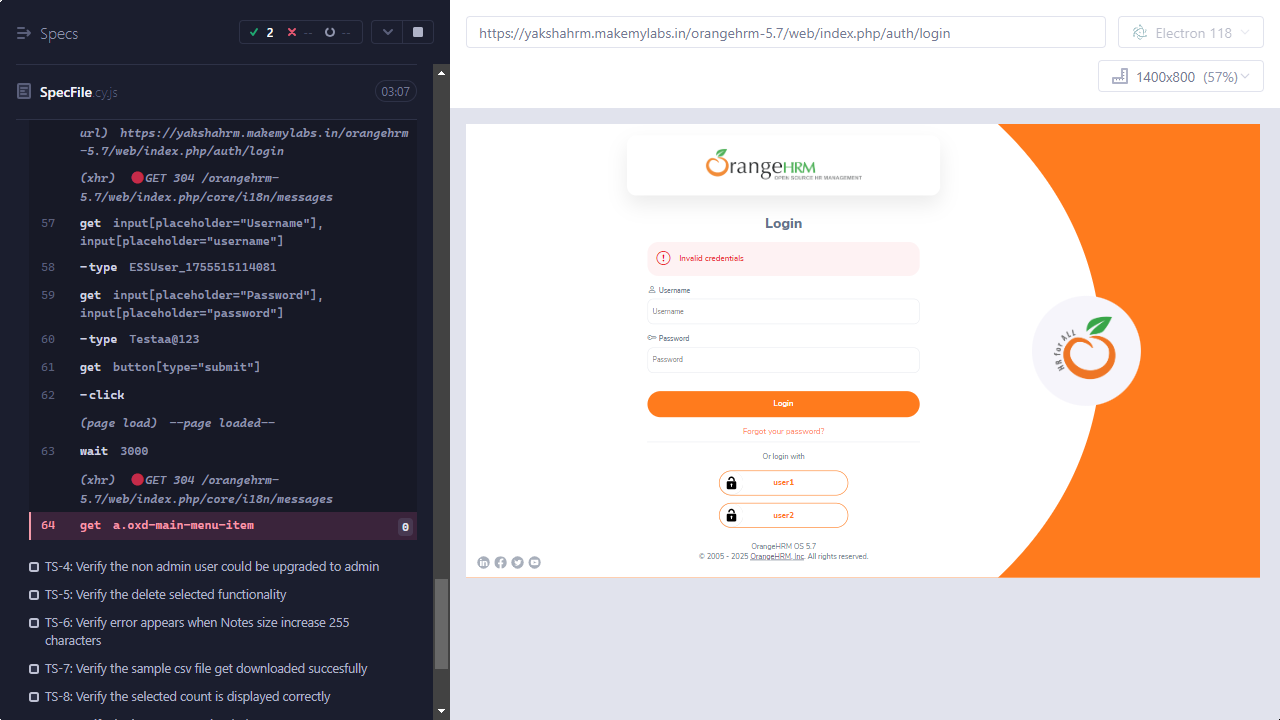 Specs
2
--
--
SpecFile.cy.js
03:07
url) https://yakshahrm.makemylabs.in/orangehrm
-5.7/web/index.php/auth/login
(xhr) GET 304 /orangehrm-
5.7/web/index.php/core/i18n/messages
57 get input[placeholder="Username"],
input[placeholder="username"]
58 -type ESSUser_1755515114081
59 get input[placeholder="Password"],
input[placeholder="password"]
60 -type Testaa@123
61 get button[type="submit"]
62 -click
(page load) --page loaded--
63 wait 3000
(xhr) GET 304 /orangehrm-
5.7/web/index.php/core/i18n/messages
64 get a.oxd-main-menu-item 0
TS-4: Verify the non admin user could be upgraded to admin
TS-5: Verify the delete selected functionality
TS-6: Verify error appears when Notes size increase 255
characters
TS-7: Verify the sample csv file get downloaded succesfully
TS-8: Verify the selected count is displayed correctly
https://yakshahrm.makemylabs.in/orangehrm-5.7/web/index.php/auth/login
Electron 118
1400x800 (57%)
OrangeHRM
OPEN SOURCE HR MANAGEMENT
Login
Invalid credentials
Username
Username
Password
Password
Login
Forgot your password?
Or login with
user1
user2
OrangeHRM OS 5.7
© 2005 - 2025 OrangeHRM, Inc. All rights reserved.
HR for ALL